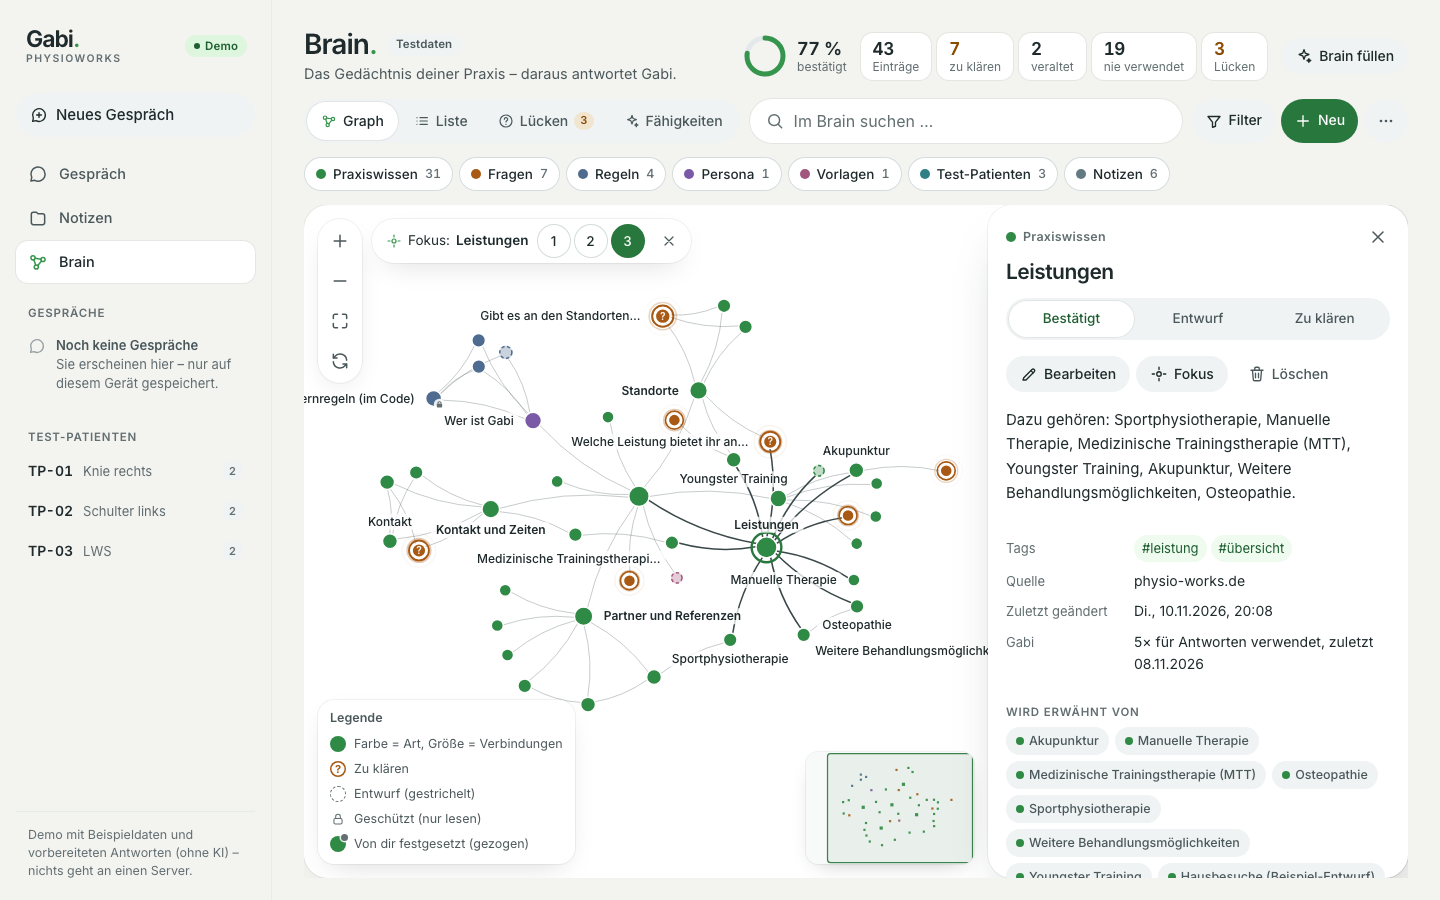 Gabi.
PHYSIOWORKS
Demo
Neues Gespräch
Gespräch
Notizen
Brain
GESPRÄCHE
Noch keine Gespräche
Sie erscheinen hier – nur auf
diesem Gerät gespeichert.
TEST-PATIENTEN
TP-01 Knie rechts 2
TP-02 Schulter links 2
TP-03 LWS 2
Demo mit Beispieldaten und
vorbereiteten Antworten (ohne KI) –
nichts geht an einen Server.
Brain. Testdaten
Das Gedächtnis deiner Praxis – daraus antwortet Gabi.
77 %
bestätigt
43
Einträge
7
zu klären
2
veraltet
19
nie verwendet
3
Lücken
Brain füllen
Graph
Liste
Lücken 3
Fähigkeiten
Im Brain suchen ...
Filter
Neu
Praxiswissen 31
Fragen 7
Regeln 4
Persona 1
Vorlagen 1
Test-Patienten 3
Notizen 6
Fokus: Leistungen 1 2 3
Gibt es an den Standorten...
Standorte
ernregeln (im Code)
Wer ist Gabi
Welche Leistung bietet ihr an...
Akupunktur
Youngster Training
Kontakt
Kontakt und Zeiten
Leistungen
Medizinische Trainingstherapi...
Manuelle Therapie
Partner und Referenzen
Osteopathie
Weitere Behandlungsmöglichk
Sportphysiotherapie
Legende
Farbe = Art, Größe = Verbindungen
? Zu klären
Entwurf (gestrichelt)
Geschützt (nur lesen)
Von dir festgesetzt (gezogen)
Praxiswissen
Leistungen
Bestätigt
Entwurf
Zu klären
Bearbeiten
Fokus
Löschen
Dazu gehören: Sportphysiotherapie, Manuelle
Therapie, Medizinische Trainingstherapie (MTT),
Youngster Training, Akupunktur, Weitere
Behandlungsmöglichkeiten, Osteopathie.
Tags #leistung #übersicht
Quelle physio-works.de
Zuletzt geändert Di., 10.11.2026, 20:08
Gabi 5× für Antworten verwendet, zuletzt
08.11.2026
WIRD ERWÄHNT VON
Akupunktur
Manuelle Therapie
Medizinische Trainingstherapie (MTT)
Osteopathie
Sportphysiotherapie
Weitere Behandlungsmöglichkeiten
Youngster Training
Hausbesuche (Beispiel-Entwurf)